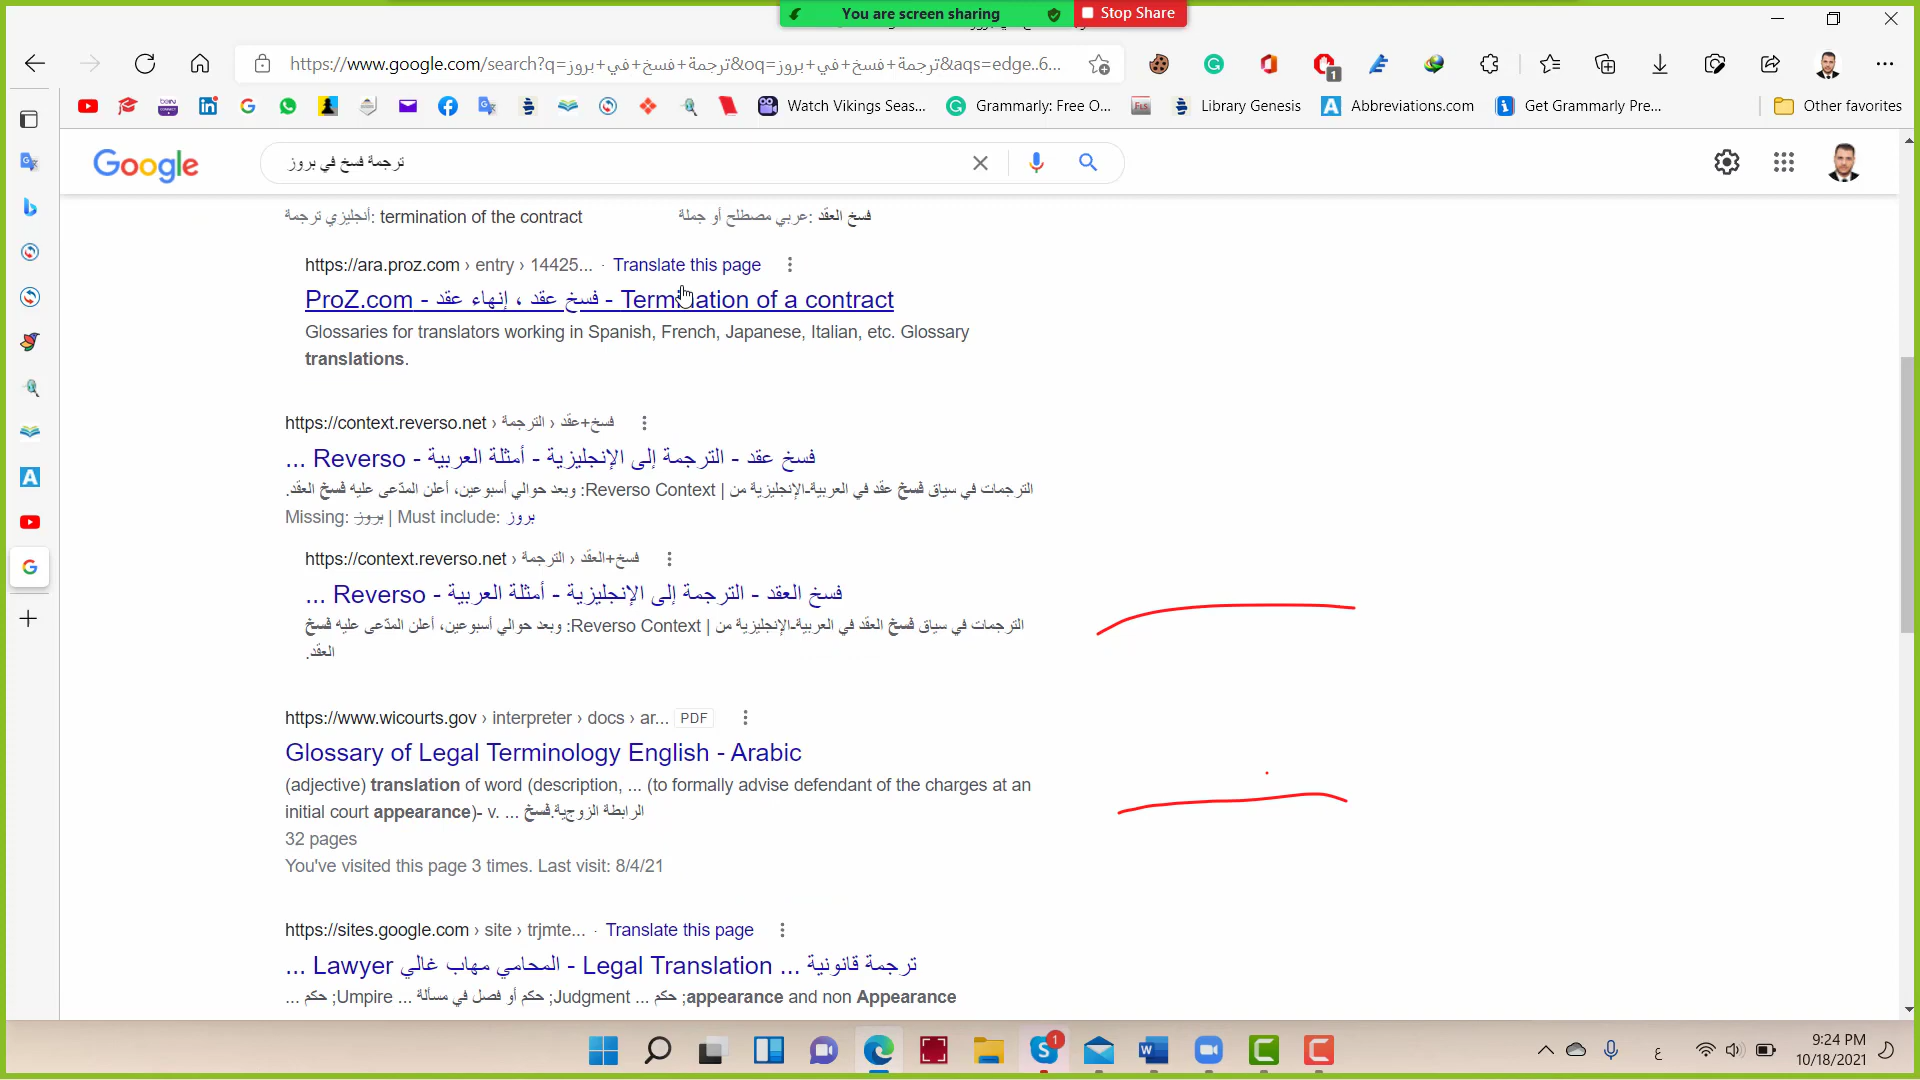 You are screen sharing
Stop Share
https://www.google.com/search?q=ترجمة+فسخ+في+بروز&oq=ترجمة+فسخ+في+بروز&aqs=edge..6...
1
Watch Vikings Seas...
Grammarly: Free O...
Library Genesis
Abbreviations.com
Get Grammarly Pre...
Other favorites
Google
ترجمة فسخ في بروز
أنجليزي ترجمة: termination of the contract
عربي مصطلح أو جملة: فسخ العقد
https://ara.proz.com › entry › 14425... · Translate this page
ProZ.com - فسخ عقد ، إنهاء عقد - Termination of a contract
Glossaries for translators working in Spanish, French, Japanese, Italian, etc. Glossary
translations.
https://context.reverso.net › الترجمة › فسخ+عقد
فسخ عقد - الترجمة إلى الإنجليزية - أمثلة العربية - Reverso ...
الترجمات في سياق فسخ عقد في العربية-الإنجليزية من | Reverso Context: وبعد حوالي أسبوعين، أعلن المدّعى عليه فسخ العقد.
Missing: بروز | Must include: بروز
https://context.reverso.net › الترجمة › فسخ+العقد
فسخ العقد - الترجمة إلى الإنجليزية - أمثلة العربية - Reverso ...
الترجمات في سياق فسخ العقد في العربية-الإنجليزية من | Reverso Context: وبعد حوالي أسبوعين، أعلن المدّعى عليه فسخ
العقد.
https://www.wicourts.gov › interpreter › docs › ar... PDF
Glossary of Legal Terminology English - Arabic
(adjective) translation of word (description, ... (to formally advise defendant of the charges at an
initial court appearance)- v. ... الرابطة الزوجية.فسخ
32 pages
You've visited this page 3 times. Last visit: 8/4/21
https://sites.google.com › site › trjmte... · Translate this page
ترجمة قانونية ... Legal Translation - المحامي مهاب غالي Lawyer ...
... حكم ;Umpire ... حكم أو فصل في مسألة ;Judgment ... حكم ;appearance and non Appearance
1
ع
9:24 PM
10/18/2021